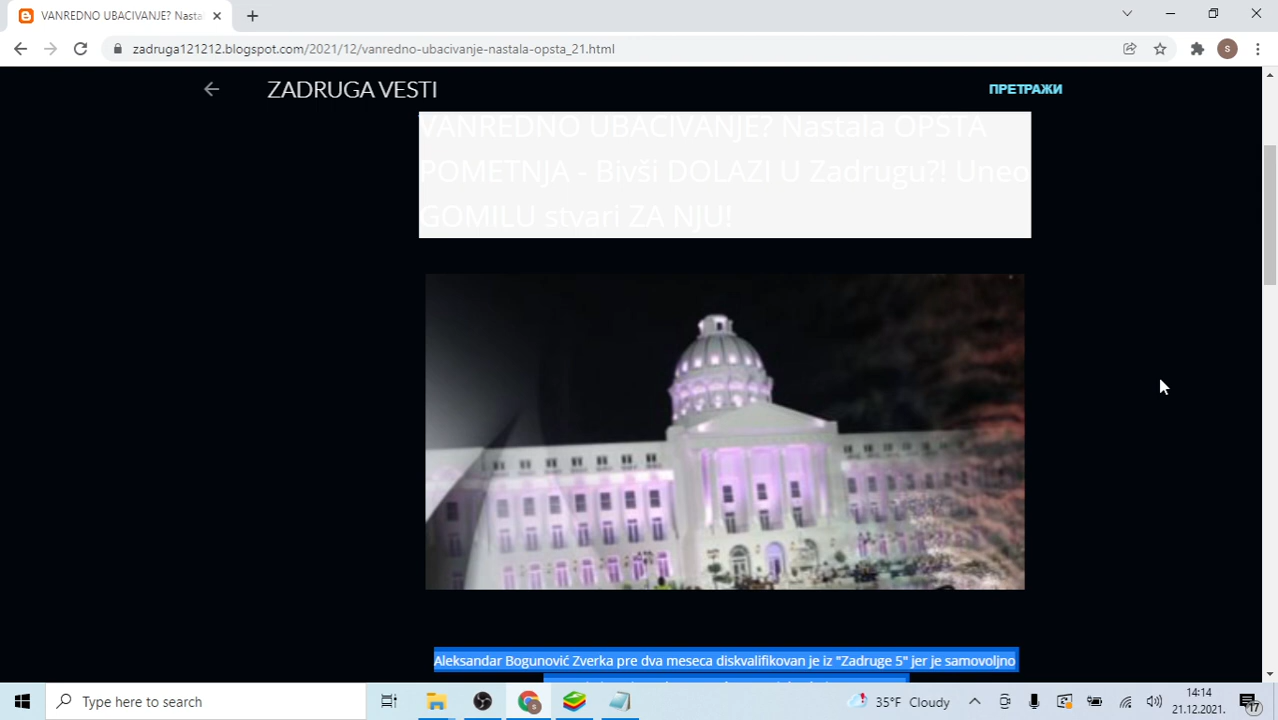 VANREDNO UBACIVANJE? Nasta
zadruga121212.blogspot.com/2021/12/vanredno-ubacivanje-nastala-opsta_21.html
S
ZADRUGA VESTI
ПРЕТРАЖИ
VANREDNO UBACIVANJE? Nastala OPŠTA
POMETNJA - Bivši DOLAZI U Zadrugu?! Uneo
GOMILU stvari ZA NJU!
Aleksandar Bogunović Zverka pre dva meseca diskvalifikovan je iz "Zadruge 5" jer je samovoljno
Type here to search
35°F Cloudy
14:14
21.12.2021.
17